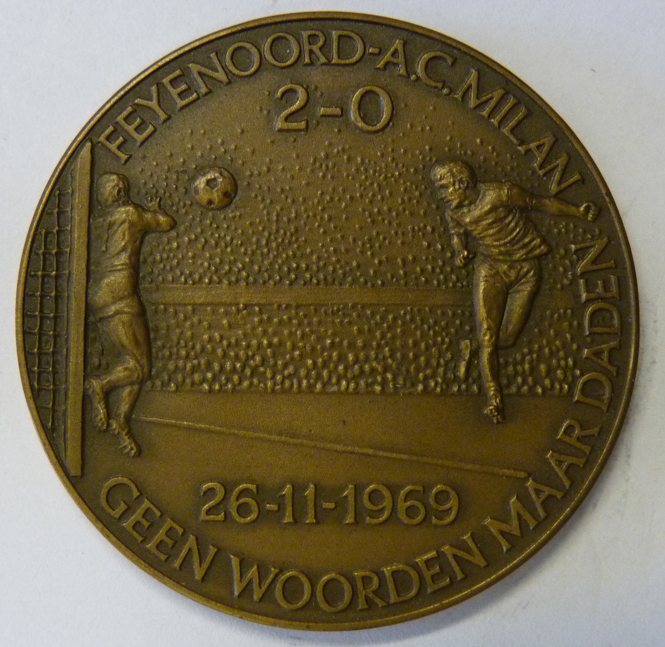 FEYENOORD-A.C. MILAN
2-0
26-11-1969
GEEN WOORDEN MAAR DADEN